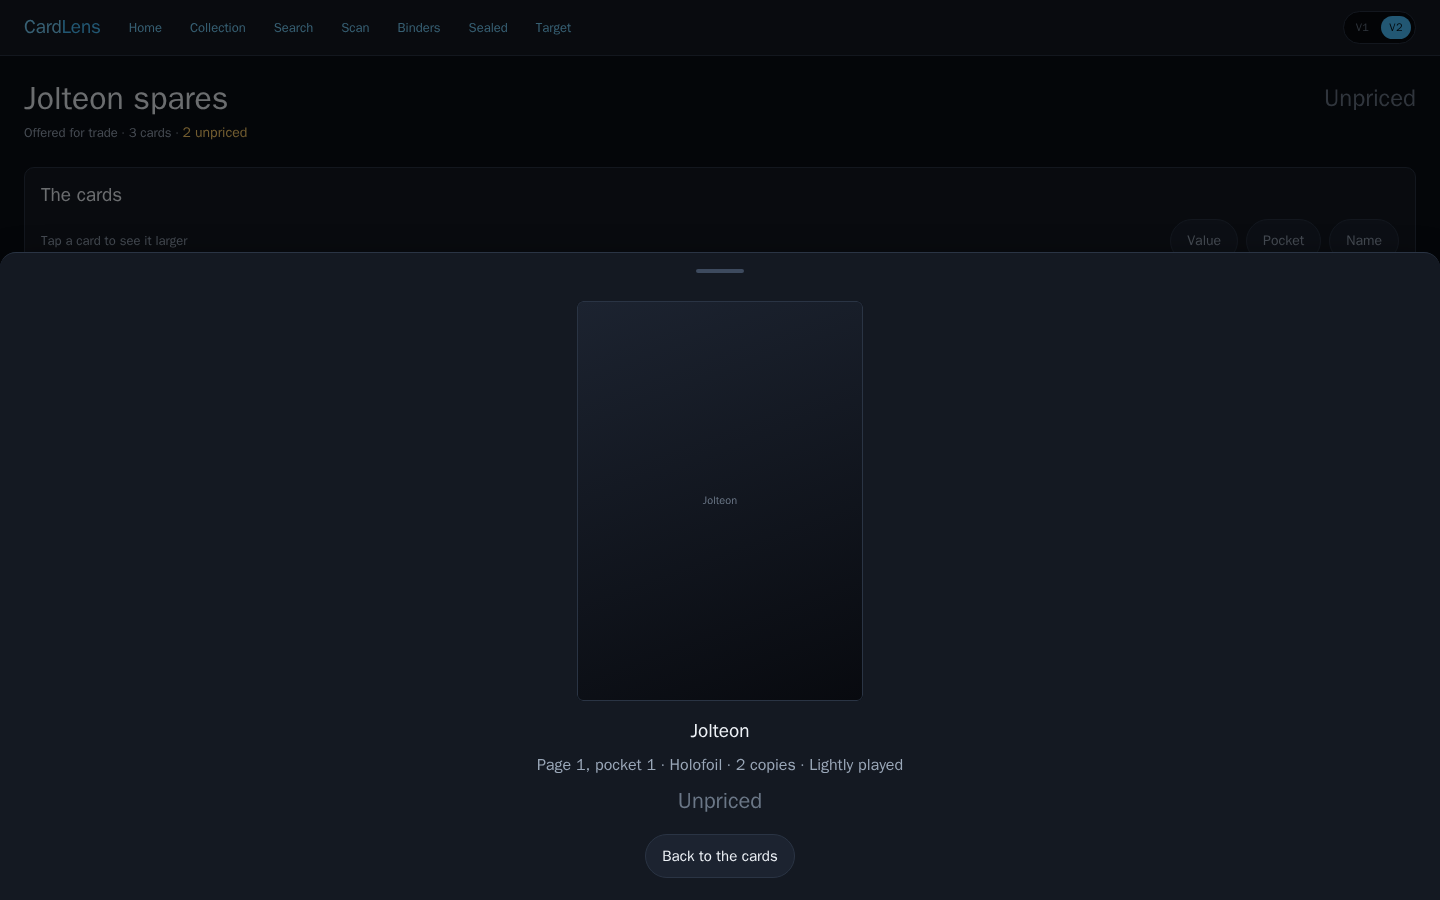 CardLens Home Collection Search Scan Binders Sealed Target V1 V2
Jolteon spares Unpriced
Offered for trade · 3 cards · 2 unpriced
The cards
Tap a card to see it larger Value Pocket Name
Jolteon
Jolteon
Page 1, pocket 1 · Holofoil · 2 copies · Lightly played
Unpriced
Back to the cards